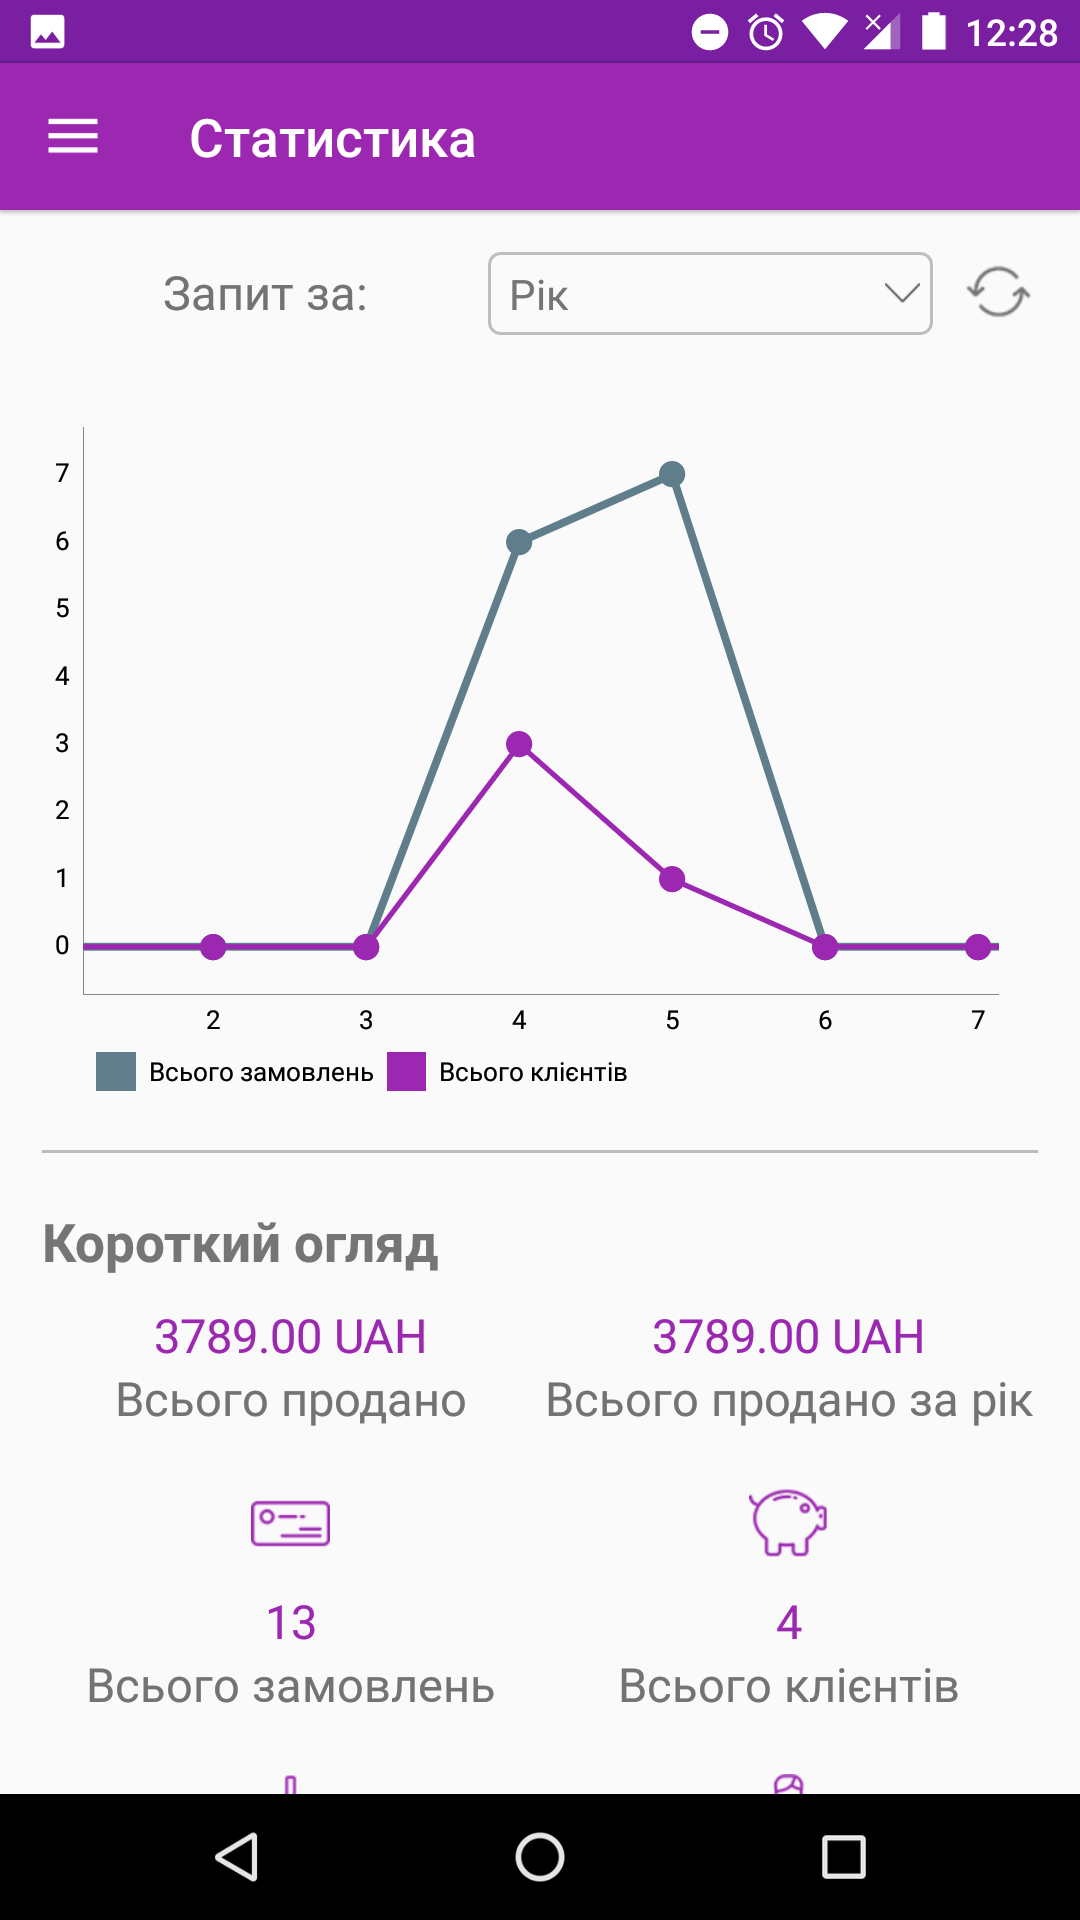 12:28
Статистика
Запит за:
Рік
7
6
5
4
3
2
1
0
2 3 4 5 6 7
Всього замовлень Всього клієнтів
Короткий огляд
3789.00 UAH 3789.00 UAH
Всього продано Всього продано за рік
13 4
Всього замовлень Всього клієнтів